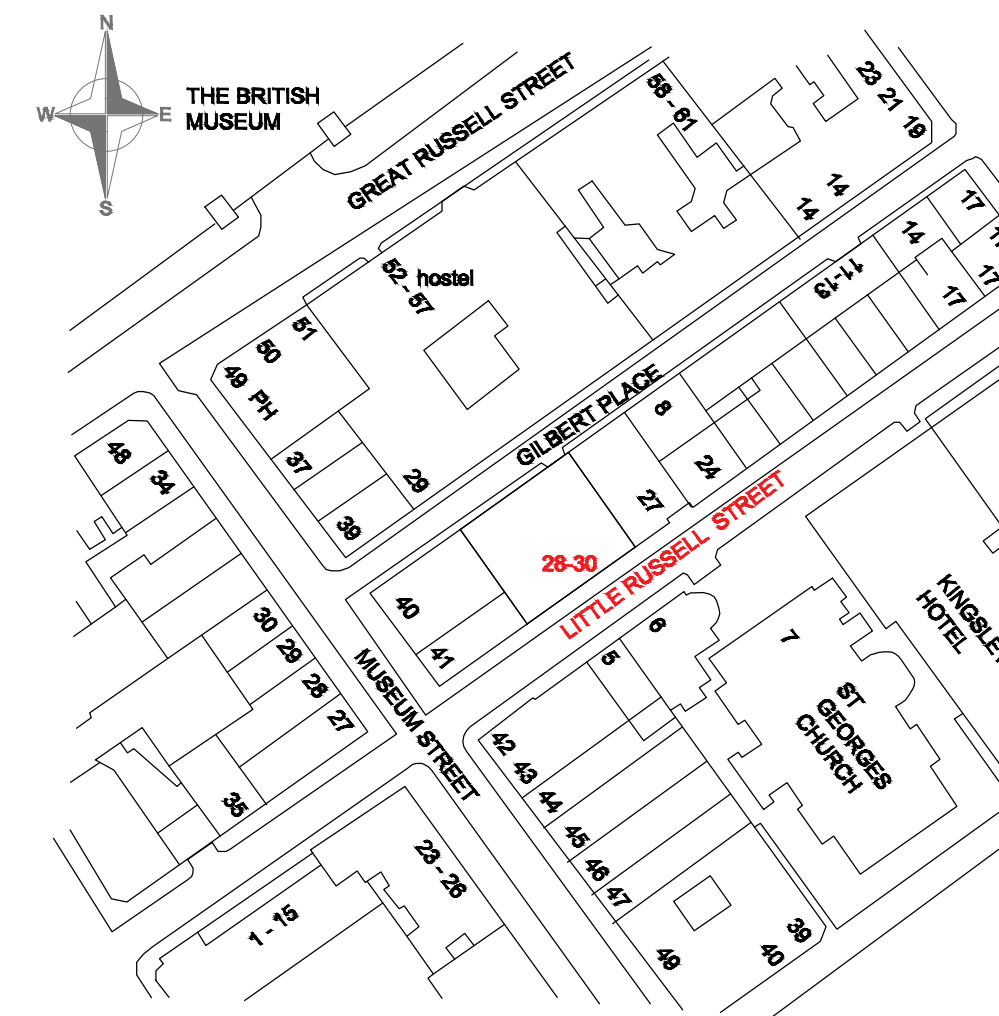 N
W
E
S
THE BRITISH
MUSEUM
GREAT RUSSELL STREET
58 - 61
23
21
19
14
14
17
14
17
17
11-13
52 - 57
hostel
51
50
49 PH
GILBERT PLACE
8
24
27
37
29
39
48
34
28-30
LITTLE RUSSELL STREET
40
41
KINGSLE
HOTEL
6
5
7
ST
GEORGES
CHURCH
30
29
28
27
MUSEUM STREET
42
43
44
45
46
47
35
23 - 26
1 - 15
49
40
39